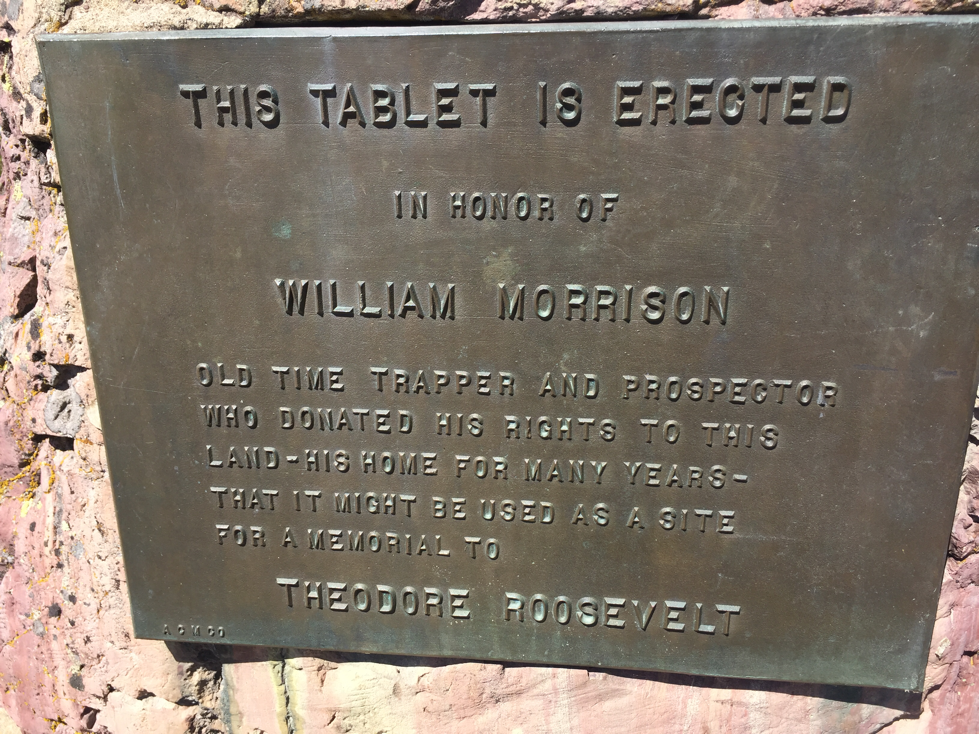 THIS TABLET IS ERECTED
IN HONOR OF
WILLIAM MORRISON
OLD TIME TRAPPER AND PROSPECTOR
WHO DONATED HIS RIGHTS TO THIS
LAND-HIS HOME FOR MANY YEARS-
THAT IT MIGHT BE USED AS A SITE
FOR A MEMORIAL TO
THEODORE ROOSEVELT
A C M CO